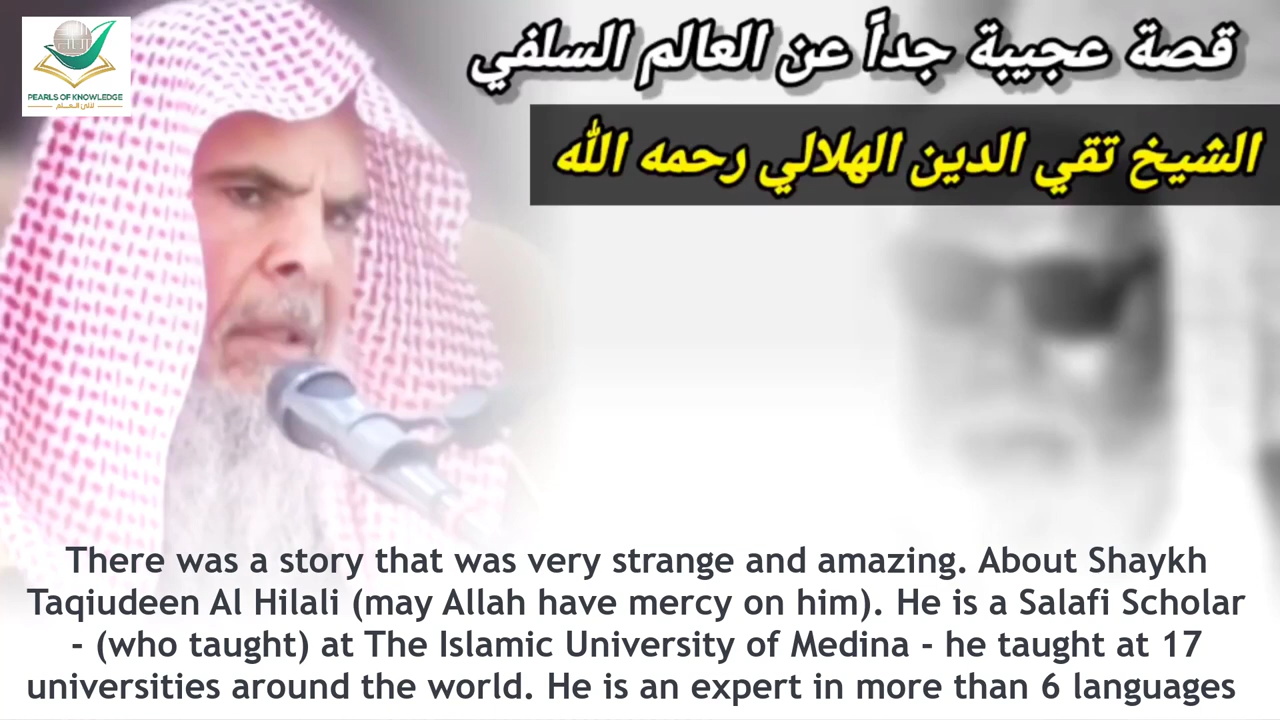 PEARLS OF KNOWLEDGE
لآلئ العلم
قصة عجيبة جداً عن العالم السلفي
الشيخ تقي الدين الهلالي رحمه الله
There was a story that was very strange and amazing. About Shaykh
Taqiudeen Al Hilali (may Allah have mercy on him). He is a Salafi Scholar
- (who taught) at The Islamic University of Medina - he taught at 17
universities around the world. He is an expert in more than 6 languages